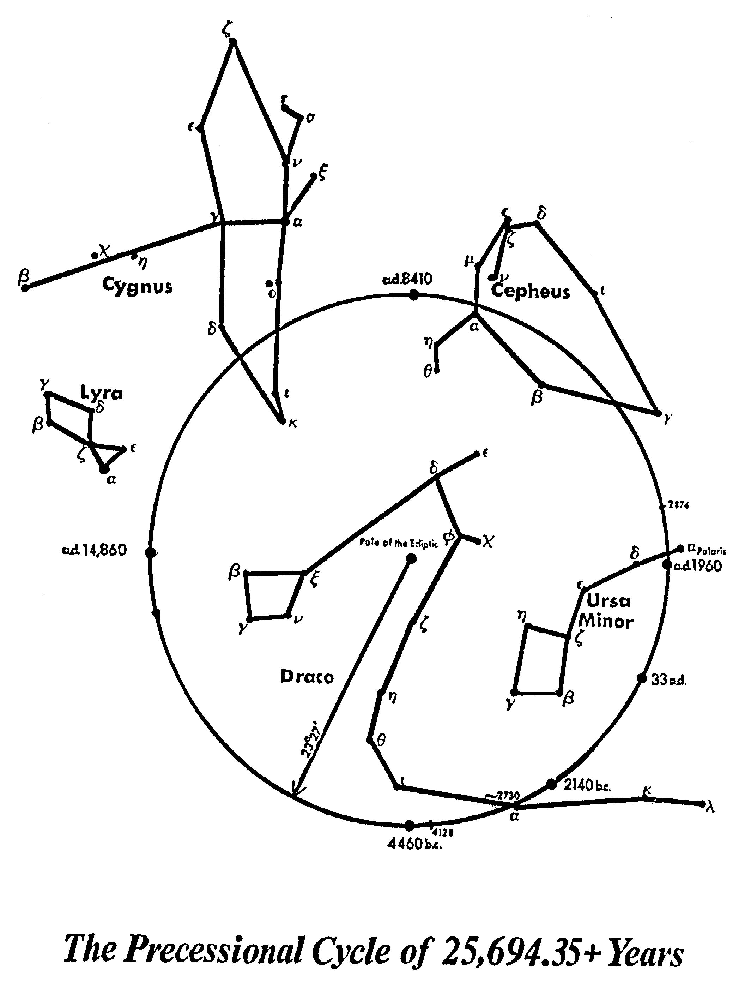 ζ
τ
σ
ϵ
ν
ξ
γ
α
χ
η
β
Cygnus
ο
δ
ι
κ
ϵ
δ
ζ
μ
ν
Cepheus
ι
a.d. 8410
α
η
θ
β
γ
γ
Lyra
δ
β
ζ
ϵ
α
ϵ
δ
2874
a.d. 14,860
Pole of the Ecliptic
φ
χ
δ
α Polaris
a.d. 1960
β
ξ
γ
ν
ζ
ϵ
Ursa
Minor
η
ζ
Draco
33 a.d.
η
γ
β
23°27'
θ
ι
~2730
2140 b.c.
κ
λ
α
4128
4460 b.c.
The Precessional Cycle of 25,694.35+ Years